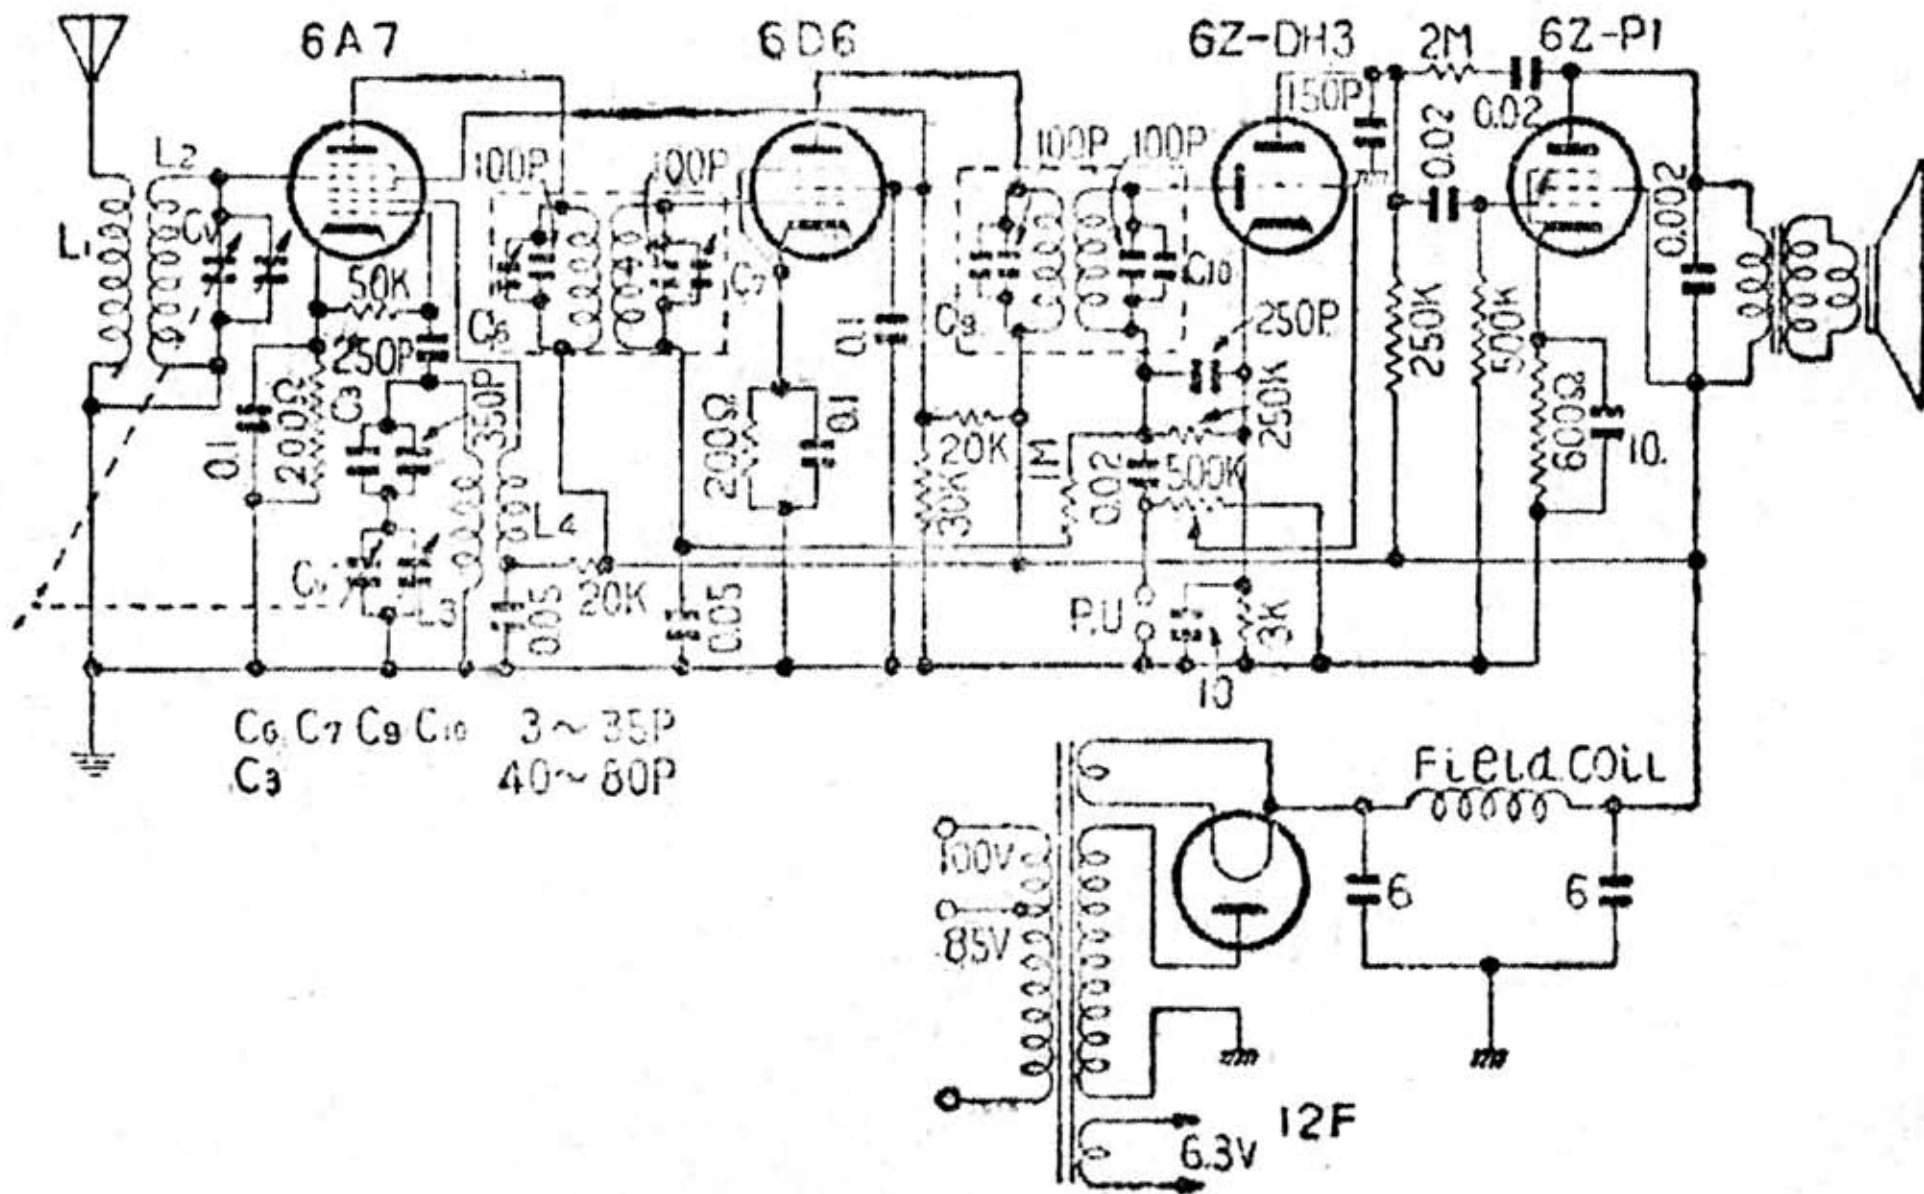 6A7
6D6
6Z-DH3
2M
6Z-P1
150P
0.02
0.02
L2
100P
100P
100P
100P
L1
50K
C7
C10
0.002
C6
0.1
C9
250P
250P
C3
350P
250K
250K
500K
0.1
200Ω
200Ω
0.1
20K
30K
1M
0.02
500K
600Ω
10.
L4
L3
0.05
20K
0.05
P.U
3K
10
C6 C7 C9 C10 3~35P
C3 40~80P
Field COiL
100V
85V
6
6
12F
6.3V